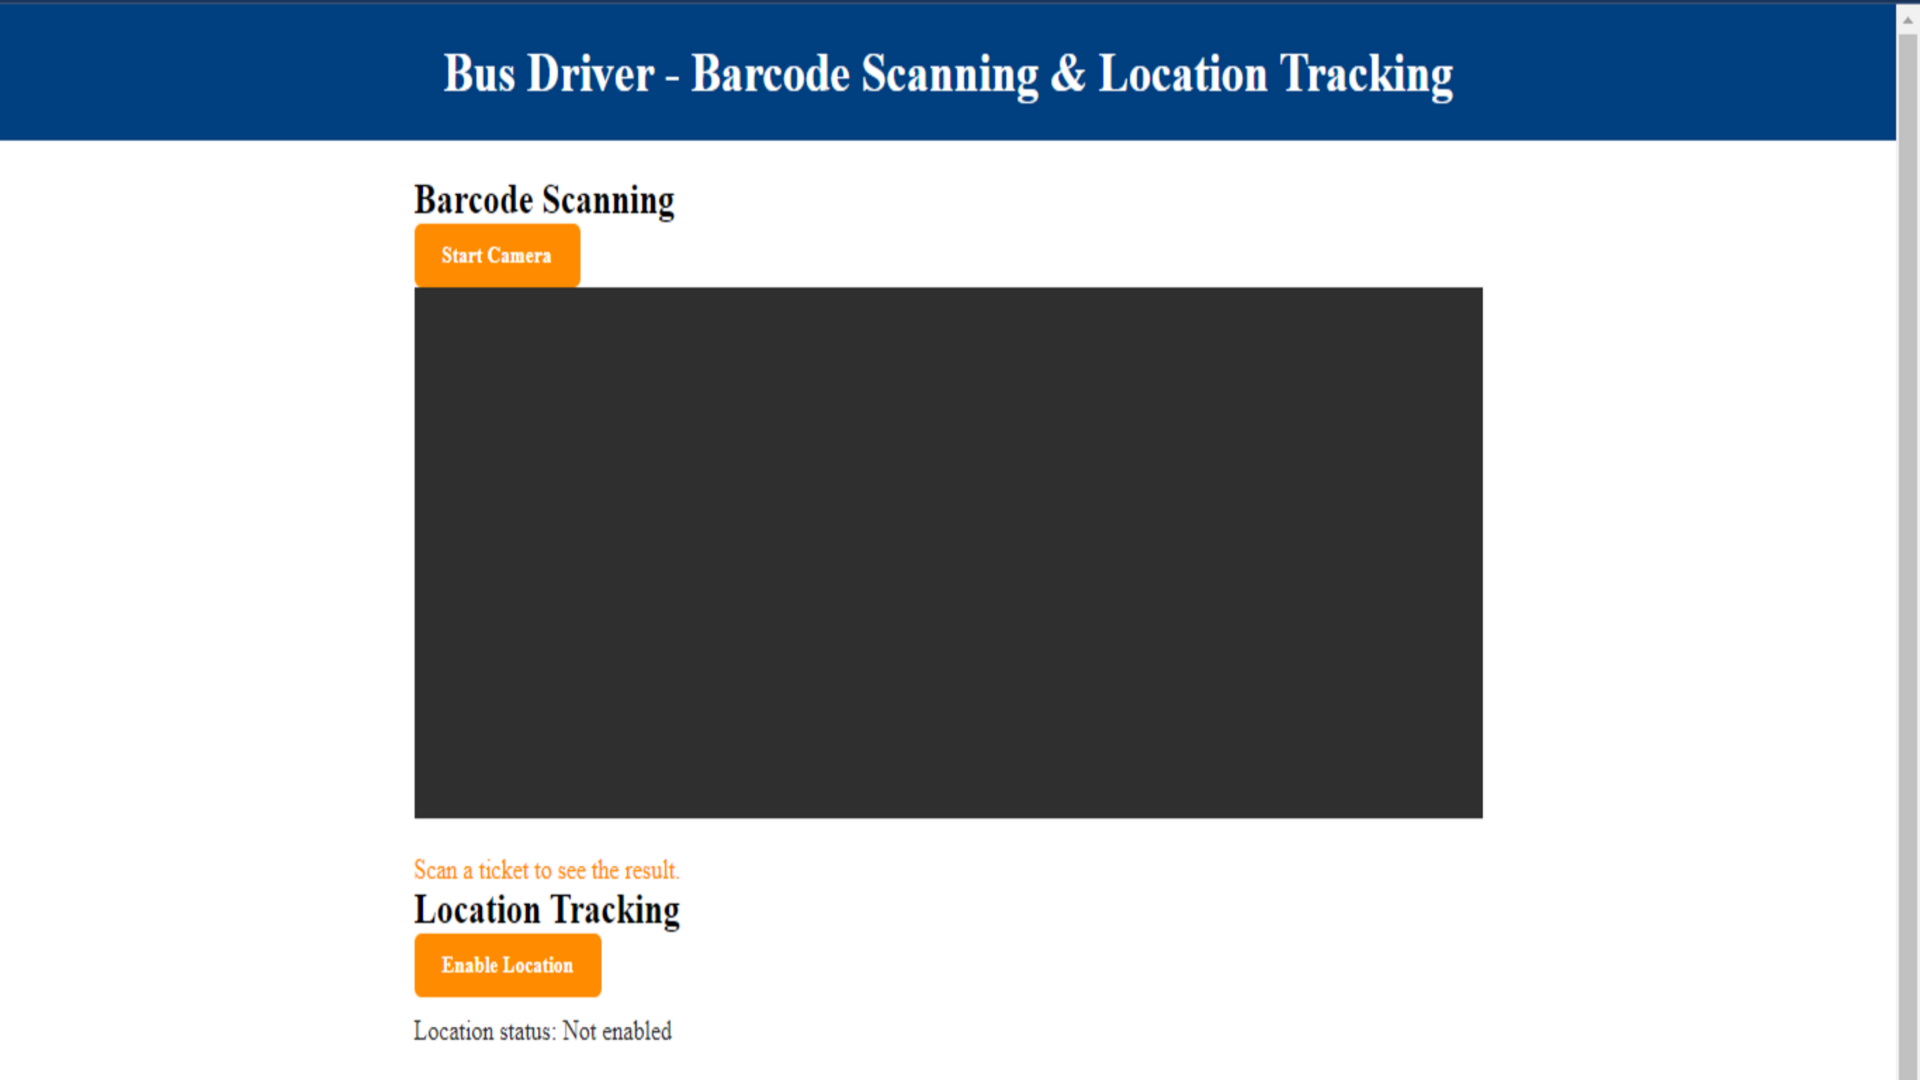 Bus Driver - Barcode Scanning & Location Tracking
Barcode Scanning
Start Camera
Scan a ticket to see the result.
Location Tracking
Enable Location
Location status: Not enabled